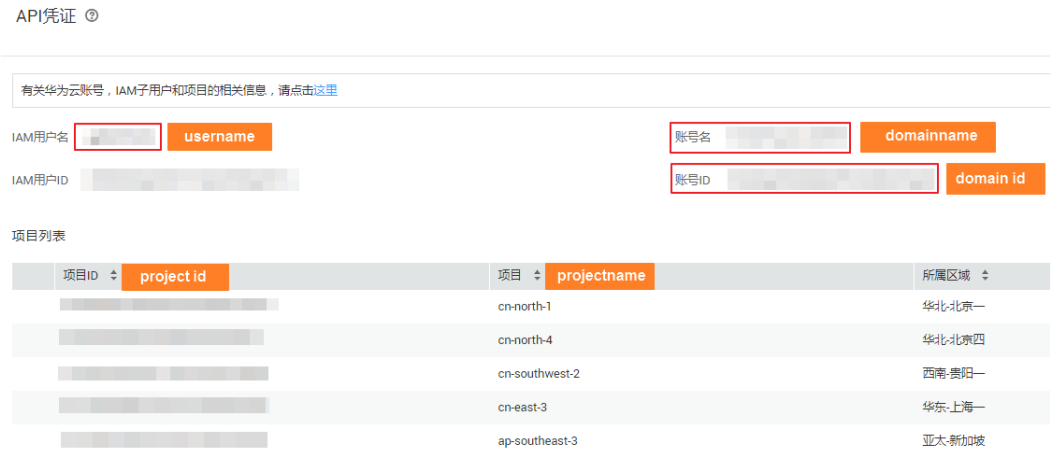 API凭证 ?
有关华为云账号，IAM子用户和项目的相关信息，请点击这里
IAM用户名 username 账号名 domainname
IAM用户ID 账号ID domain id
项目列表
项目ID project id 项目 projectname 所属区域
cn-north-1 华北-北京一
cn-north-4 华北-北京四
cn-southwest-2 西南-贵阳一
cn-east-3 华东-上海一
ap-southeast-3 亚太-新加坡